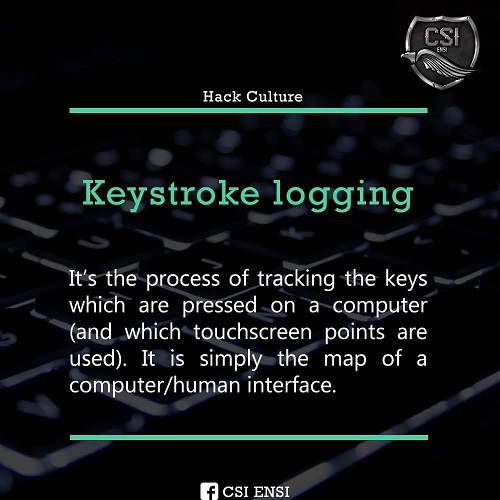 CSI
ENSI
Hack Culture
Keystroke logging
It's the process of tracking the keys
which are pressed on a computer
(and which touchscreen points are
used). It is simply the map of a
computer/human interface.
CSI ENSI